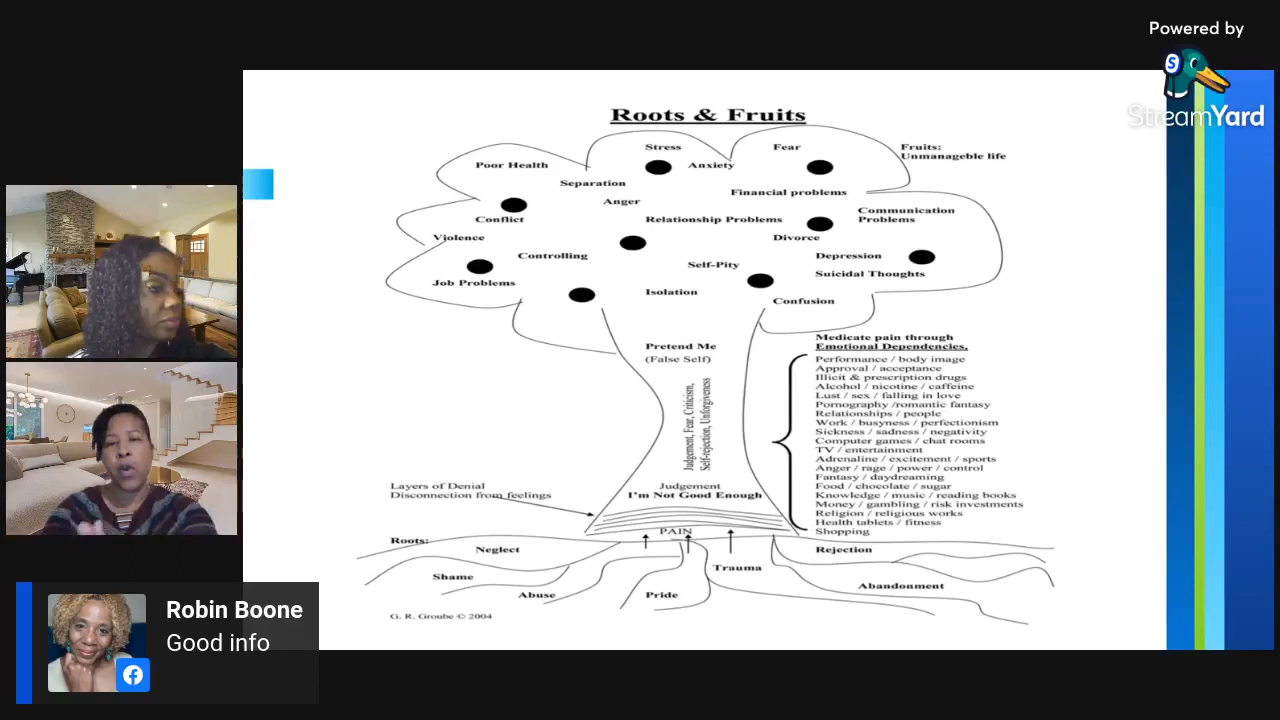 Powered by
StreamYard
Roots & Fruits
Stress
Fear
Fruits:
Unmanageble life
Poor Health
Anxiety
Separation
Financial problems
Anger
Communication
Problems
Conflict
Relationship Problems
Violence
Divorce
Controlling
Depression
Self-Pity
Suicidal Thoughts
Job Problems
Isolation
Confusion
Pretend Me
(False Self)
Judgement, Fear, Criticism,
Self-rejection, Unforgiveness
Medicate pain through
Emotional Dependencies.
Performance / body image
Approval / acceptance
Illicit & prescription drugs
Alcohol / nicotine / caffeine
Lust / sex / falling in love
Pornography /romantic fantasy
Relationships / people
Work / busyness / perfectionism
Sickness / sadness / negativity
Computer games / chat rooms
TV / entertainment
Adrenaline / excitement / sports
Anger / rage / power / control
Fantasy / daydreaming
Food / chocolate / sugar
Knowledge / music / reading books
Money / gambling / risk investments
Religion / religious works
Health tablets / fitness
Shopping
Layers of Denial
Disconnection from feelings
Judgement
I'm Not Good Enough
PAIN
Roots:
Neglect
Rejection
Trauma
Shame
Abandonment
Abuse
Pride
G. R. Groube © 2004
Robin Boone
Good info